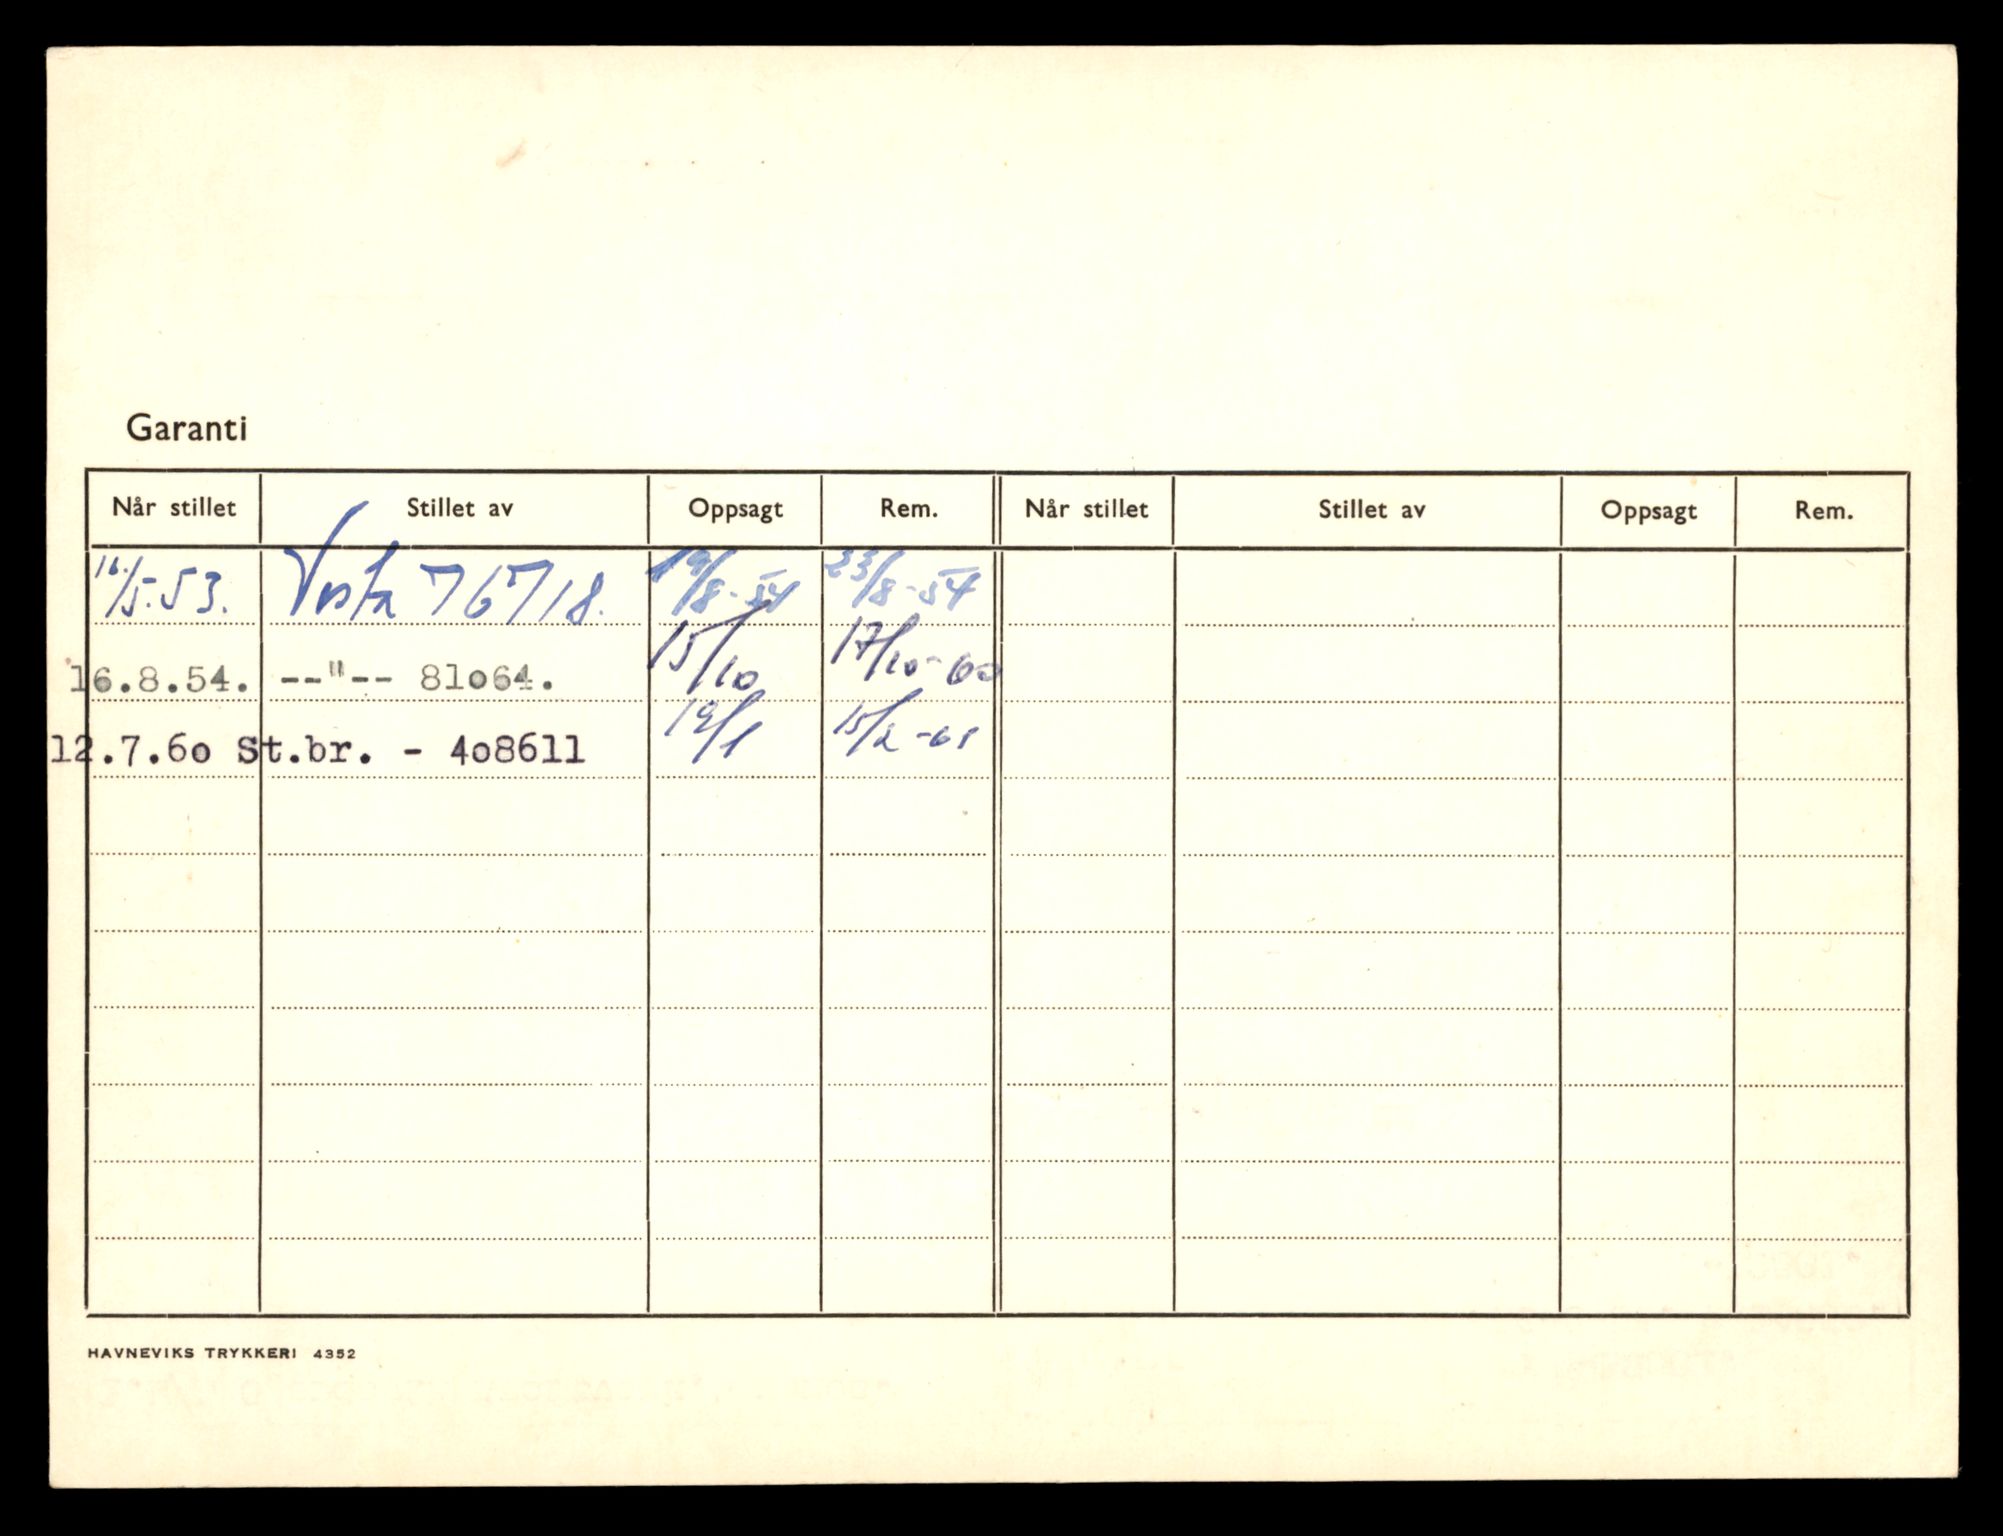 Garanti
Når stillet Stillet av Oppsagt Rem. Når stillet Stillet av Oppsagt Rem.
16./5.53. Vesta 76718. 19/8-54 23/8-54
16.8.54. --"-- 81o64. 15/10 17/10-60
12.7.6o St.br. - 4o8611 19/1 15/2-61
HAVNEVIKS TRYKKERI 4352